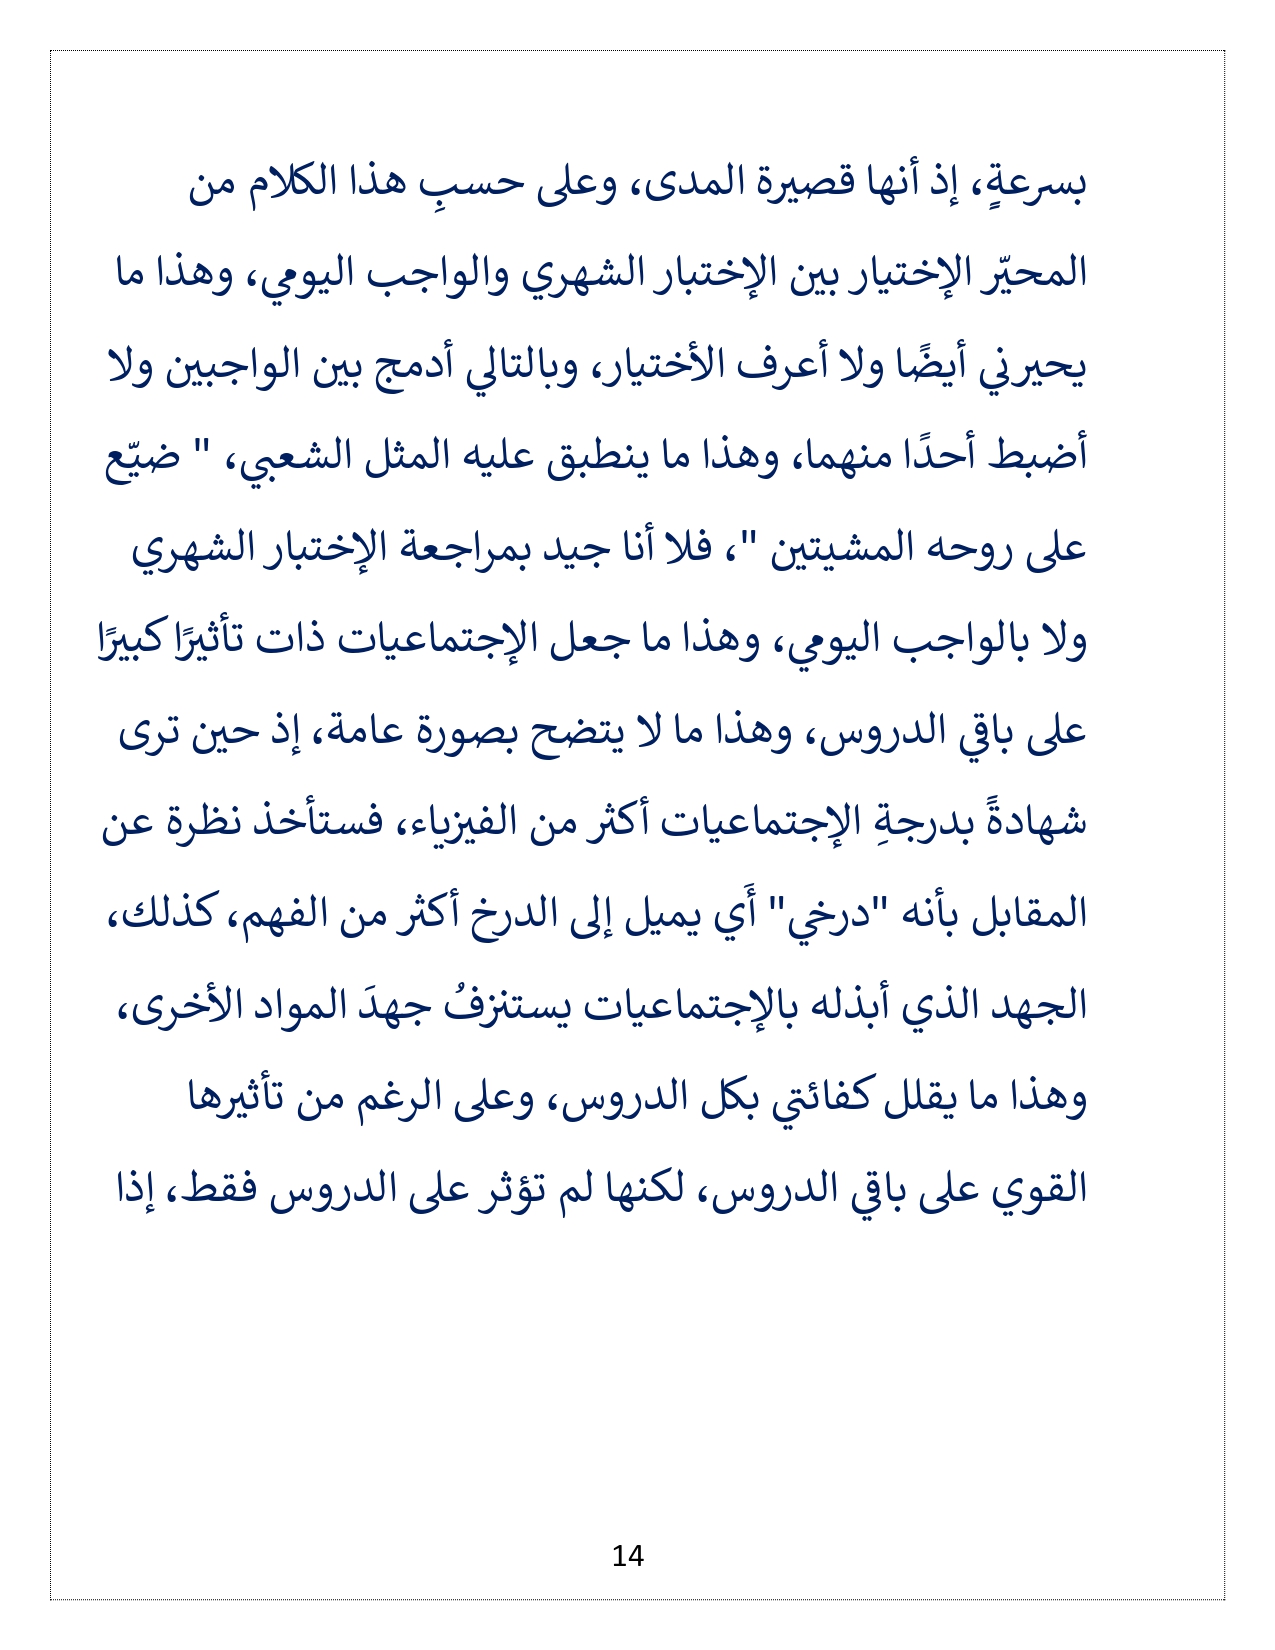 بسرعةٍ، إذ أنها قصيرة المدى، وعلى حسبِ هذا الكلام من
المحيّر الإختيار بين الإختبار الشهري والواجب اليومي، وهذا ما
يحيرني أيضًا ولا أعرف الأختيار، وبالتالي أدمج بين الواجبين ولا
أضبط أحدًا منهما، وهذا ما ينطبق عليه المثل الشعبي، " ضيّع
على روحه المشيتين "، فلا أنا جيد بمراجعة الإختبار الشهري
ولا بالواجب اليومي، وهذا ما جعل الإجتماعيات ذات تأثيرًا كبيرًا
على باقي الدروس، وهذا ما لا يتضح بصورة عامة، إذ حين ترى
شهادةً بدرجةِ الإجتماعيات أكثر من الفيزياء، فستأخذ نظرة عن
المقابل بأنه "درخي" أَي يميل إلى الدرخ أكثر من الفهم، كذلك،
الجهد الذي أبذله بالإجتماعيات يستنزفُ جهدَ المواد الأخرى،
وهذا ما يقلل كفائتي بكل الدروس، وعلى الرغم من تأثيرها
القوي على باقي الدروس، لكنها لم تؤثر على الدروس فقط، إذا
14